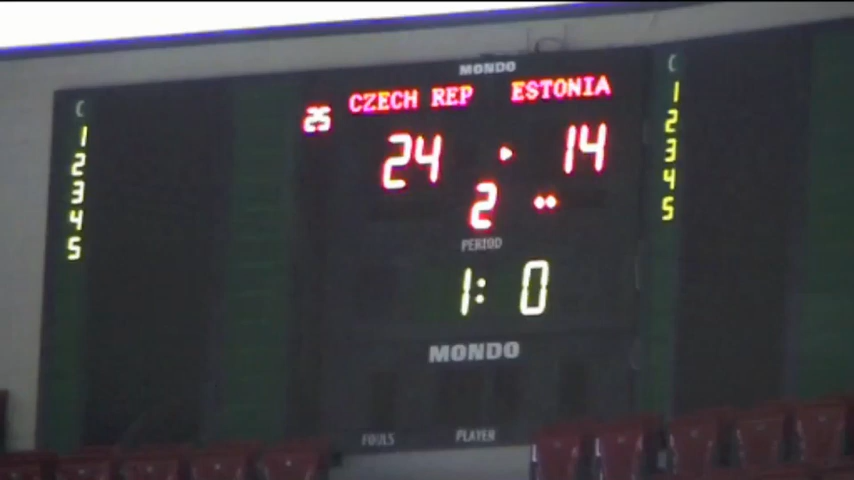 MONDO
C
C
CZECH REP ESTONIA
25
24 14
2
PERIOD
1: 0
1
2
3
4
5
1
2
3
4
5
MONDO
FOULS PLAYER